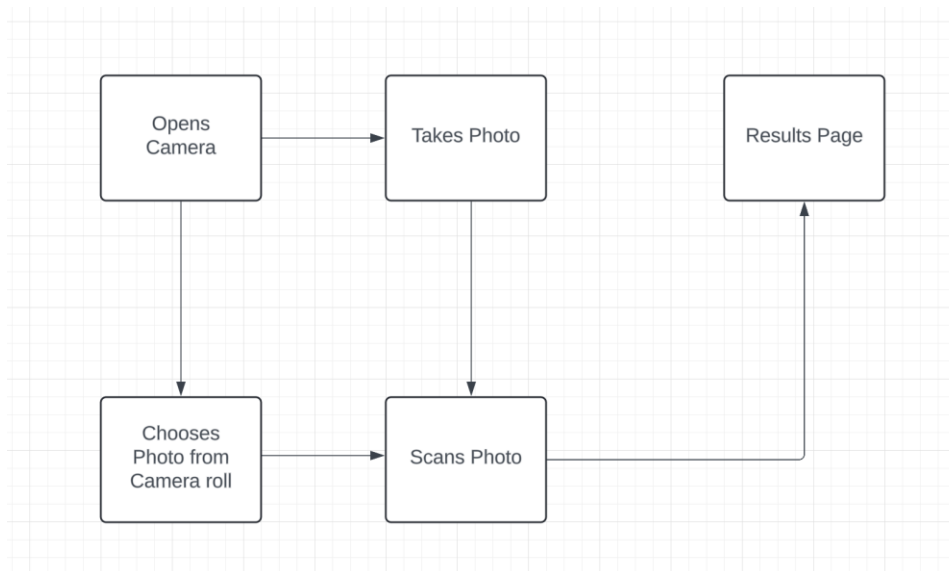 Opens
Camera
Takes Photo
Results Page
Chooses
Photo from
Camera roll
Scans Photo